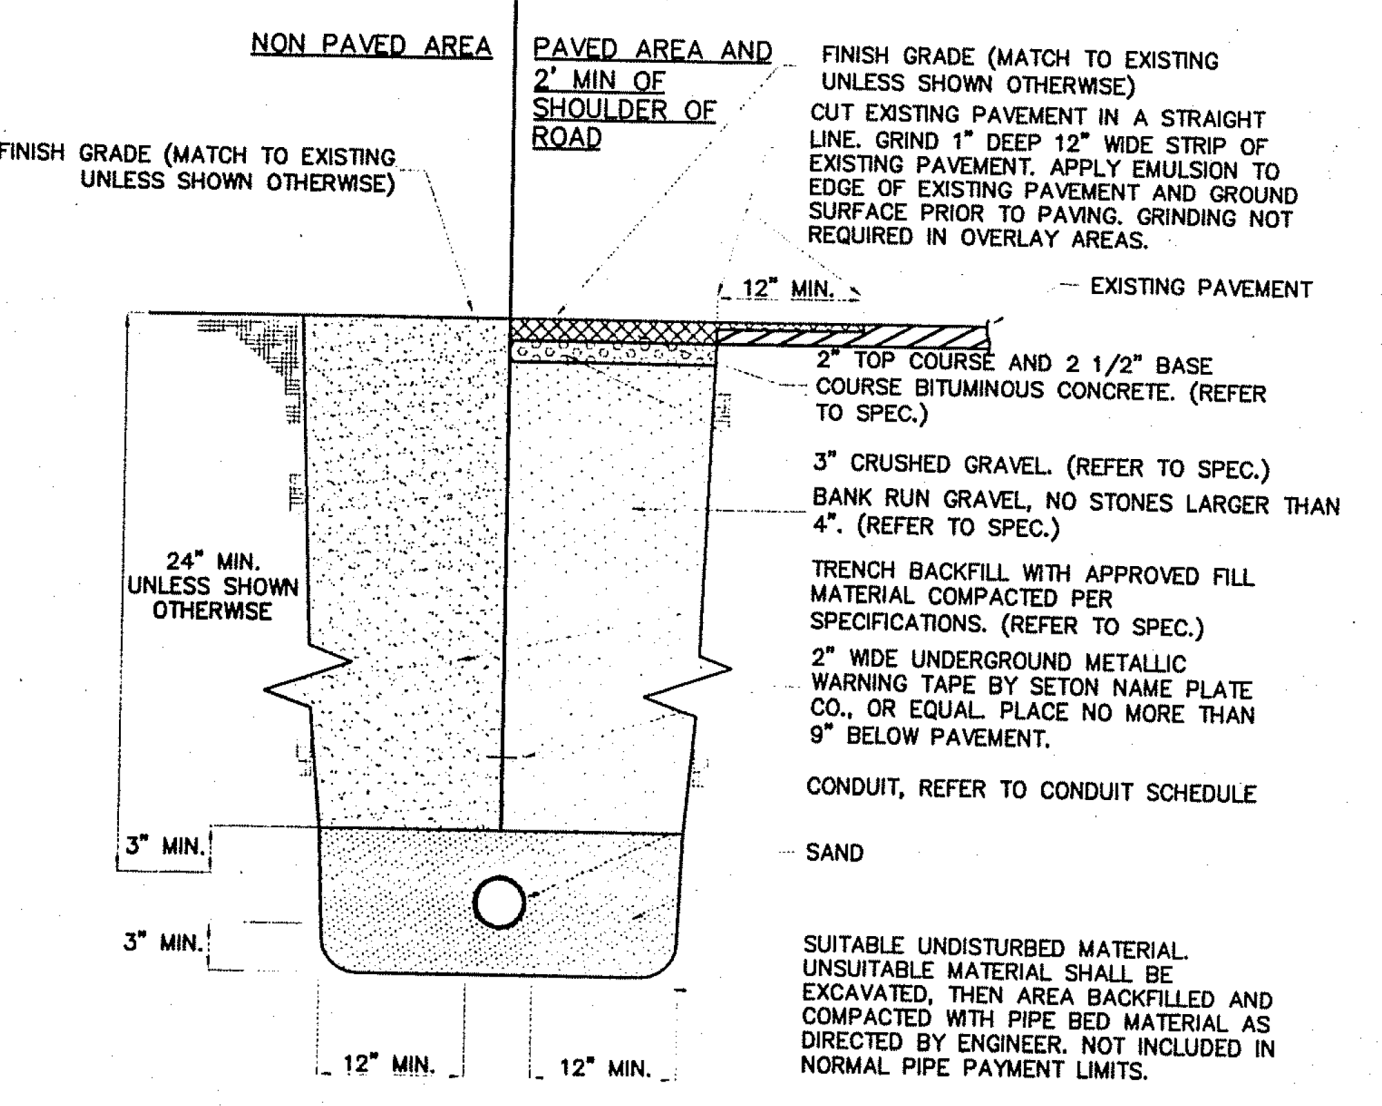 NON PAVED AREA
PAVED AREA AND
2' MIN OF
SHOULDER OF
ROAD
FINISH GRADE (MATCH TO EXISTING
UNLESS SHOWN OTHERWISE)
FINISH GRADE (MATCH TO EXISTING
UNLESS SHOWN OTHERWISE)
CUT EXISTING PAVEMENT IN A STRAIGHT
LINE. GRIND 1" DEEP 12" WIDE STRIP OF
EXISTING PAVEMENT. APPLY EMULSION TO
EDGE OF EXISTING PAVEMENT AND GROUND
SURFACE PRIOR TO PAVING. GRINDING NOT
REQUIRED IN OVERLAY AREAS.
12" MIN.
EXISTING PAVEMENT
2" TOP COURSE AND 2 1/2" BASE
COURSE BITUMINOUS CONCRETE. (REFER
TO SPEC.)
3" CRUSHED GRAVEL. (REFER TO SPEC.)
BANK RUN GRAVEL, NO STONES LARGER THAN
4". (REFER TO SPEC.)
24" MIN.
UNLESS SHOWN
OTHERWISE
TRENCH BACKFILL WITH APPROVED FILL
MATERIAL COMPACTED PER
SPECIFICATIONS. (REFER TO SPEC.)
2" WIDE UNDERGROUND METALLIC
WARNING TAPE BY SETON NAME PLATE
CO., OR EQUAL. PLACE NO MORE THAN
9" BELOW PAVEMENT.
CONDUIT, REFER TO CONDUIT SCHEDULE
3" MIN.
SAND
3" MIN.
SUITABLE UNDISTURBED MATERIAL.
UNSUITABLE MATERIAL SHALL BE
EXCAVATED, THEN AREA BACKFILLED AND
COMPACTED WITH PIPE BED MATERIAL AS
DIRECTED BY ENGINEER. NOT INCLUDED IN
NORMAL PIPE PAYMENT LIMITS.
12" MIN.
12" MIN.